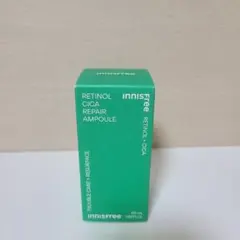 RETINOL
CICA
REPAIR
AMPOULE
innisfree
RETINOL + CICA
innisfree